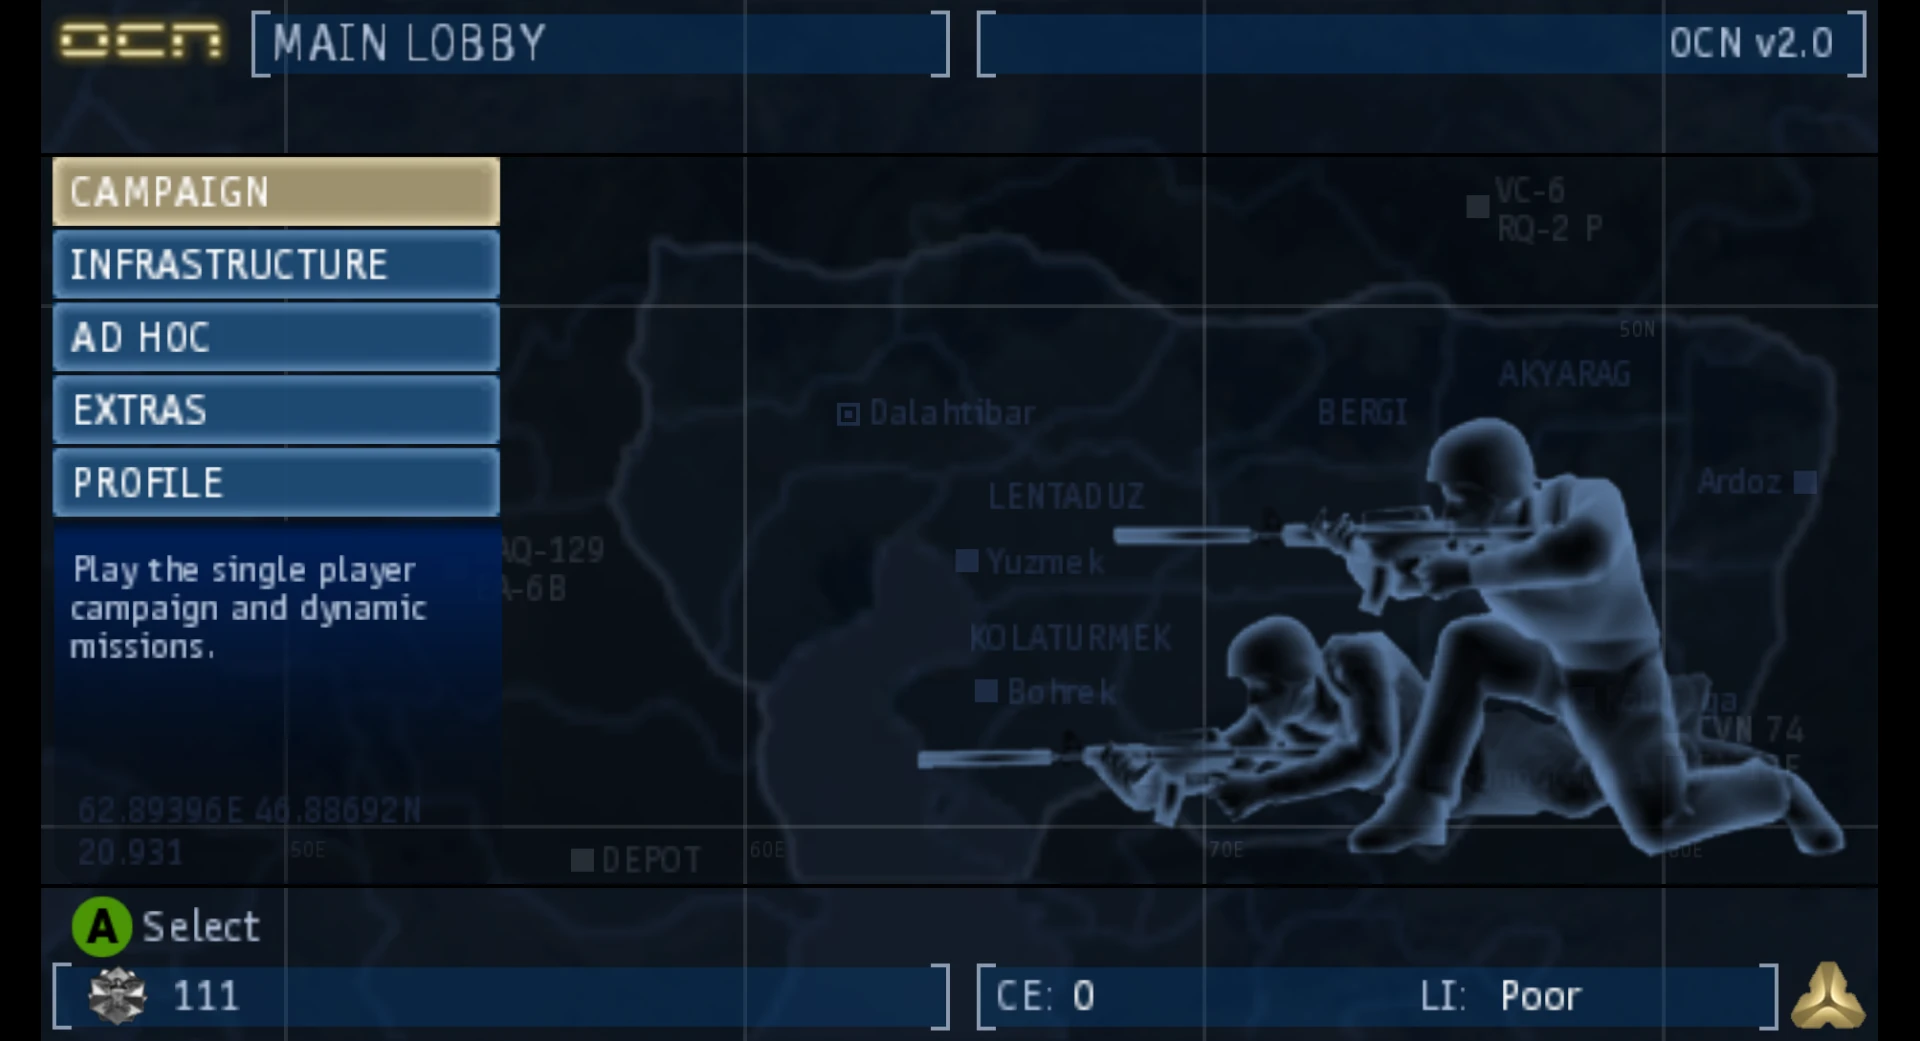 OCN
MAIN LOBBY
OCN v2.0
CAMPAIGN
INFRASTRUCTURE
AD HOC
EXTRAS
PROFILE
Play the single player
campaign and dynamic
missions.
VC-6
RQ-2 P
50N
AKYARAG
BERGI
Dalahtibar
LENTADUZ
Ardoz
AQ-129
A-6B
Yuzmek
KOLATURMEK
Bohrek
CVN 74
62.89396E 46.88692N
20.931
50E
DEPOT
60E
70E
80E
A Select
111
CE: 0
LI: Poor